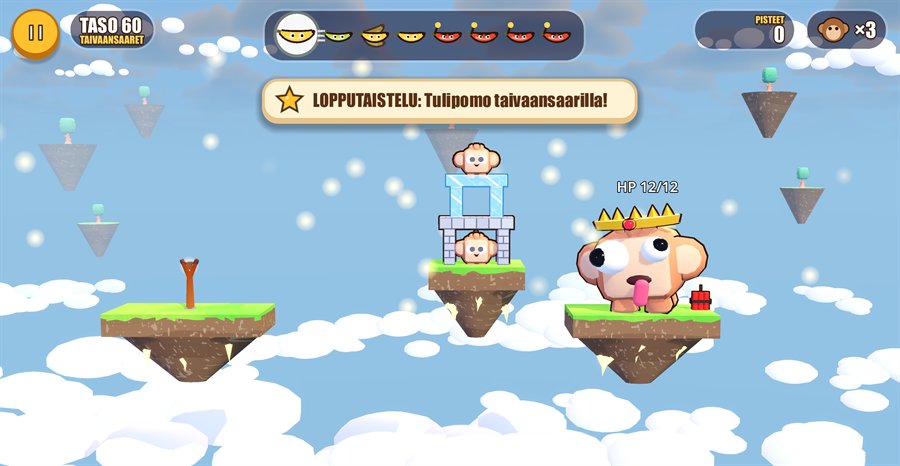 TASO 60
TAIVAANSAARET
PISTEET
0
×3
LOPPUTAISTELU: Tulipomo taivaansaarilla!
HP 12/12